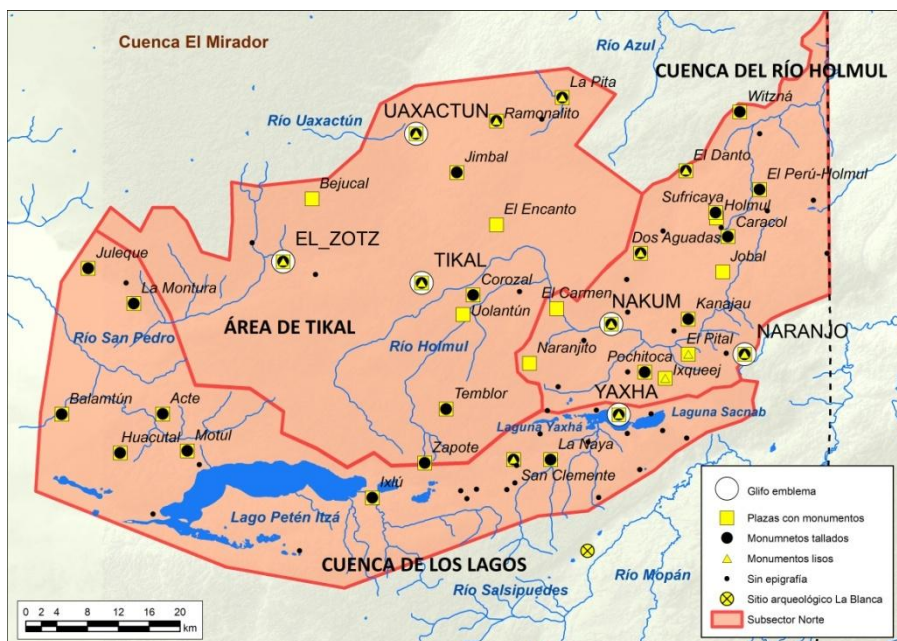 Cuenca El Mirador
Río Azul
CUENCA DEL RÍO HOLMUL
La Pita
Witzná
Río Uaxactún
UAXACTUN
Ramonalito
Jimbal
El Danto
El Perú-Holmul
Bejucal
Sufricaya
Holmul
El Encanto
Caracol
Dos Aguadas
Juleque
EL_ZOTZ
TIKAL
Jobal
La Montura
Corozal
El Carmen
NAKUM
Kanajau
Uolantún
ÁREA DE TIKAL
Río San Pedro
Río Holmul
Naranjito
El Pital
NARANJO
Pochitoca
Ixqueej
Balamtún
Acte
Temblor
YAXHA
Laguna Sacnab
Laguna Yaxhá
Huacutal
Motul
Zapote
La Naya
San Clemente
Ixlú
Lago Petén Itzá
CUENCA DE LOS LAGOS
Río Salsipuedes
Río Mopán
Glifo emblema
Plazas con monumentos
Monumnetos tallados
Monumentos lisos
Sin epigrafía
Sitio arqueológico La Blanca
Subsector Norte
0 2 4 8 12 16 20
km